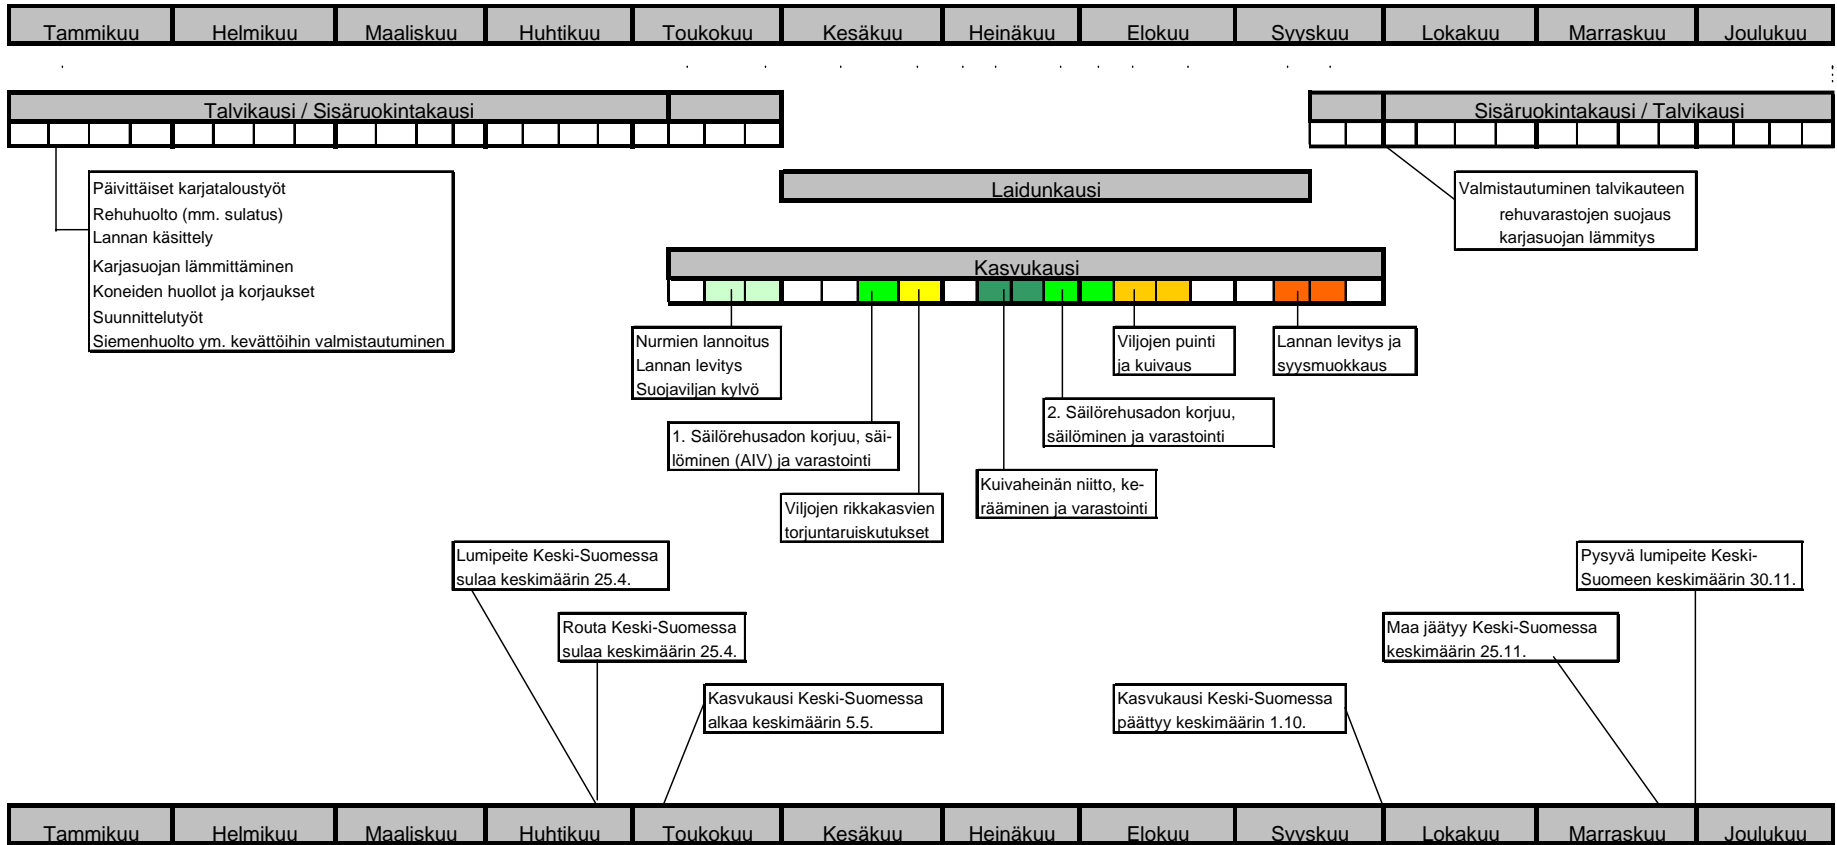 Tammikuu Helmikuu Maaliskuu Huhtikuu Toukokuu Kesäkuu Heinäkuu Elokuu Syyskuu Lokakuu Marraskuu Joulukuu
Talvikausi / Sisäruokintakausi
Sisäruokintakausi / Talvikausi
Päivittäiset karjataloustyöt
Rehuhuolto (mm. sulatus)
Lannan käsittely
Karjasuojan lämmittäminen
Koneiden huollot ja korjaukset
Suunnittelutyöt
Siemenhuolto ym. kevättöihin valmistautuminen
Laidunkausi
Valmistautuminen talvikauteen
rehuvarastojen suojaus
karjasuojan lämmitys
Kasvukausi
Nurmien lannoitus
Lannan levitys
Suojaviljan kylvö
Viljojen puinti
ja kuivaus
Lannan levitys ja
syysmuokkaus
1. Säilörehusadon korjuu, säi-
löminen (AIV) ja varastointi
2. Säilörehusadon korjuu,
säilöminen ja varastointi
Viljojen rikkakasvien
torjuntaruiskutukset
Kuivaheinän niitto, ke-
rääminen ja varastointi
Lumipeite Keski-Suomessa
sulaa keskimäärin 25.4.
Pysyvä lumipeite Keski-
Suomeen keskimäärin 30.11.
Routa Keski-Suomessa
sulaa keskimäärin 25.4.
Maa jäätyy Keski-Suomessa
keskimäärin 25.11.
Kasvukausi Keski-Suomessa
alkaa keskimäärin 5.5.
Kasvukausi Keski-Suomessa
päättyy keskimäärin 1.10.
Tammikuu Helmikuu Maaliskuu Huhtikuu Toukokuu Kesäkuu Heinäkuu Elokuu Syyskuu Lokakuu Marraskuu Joulukuu